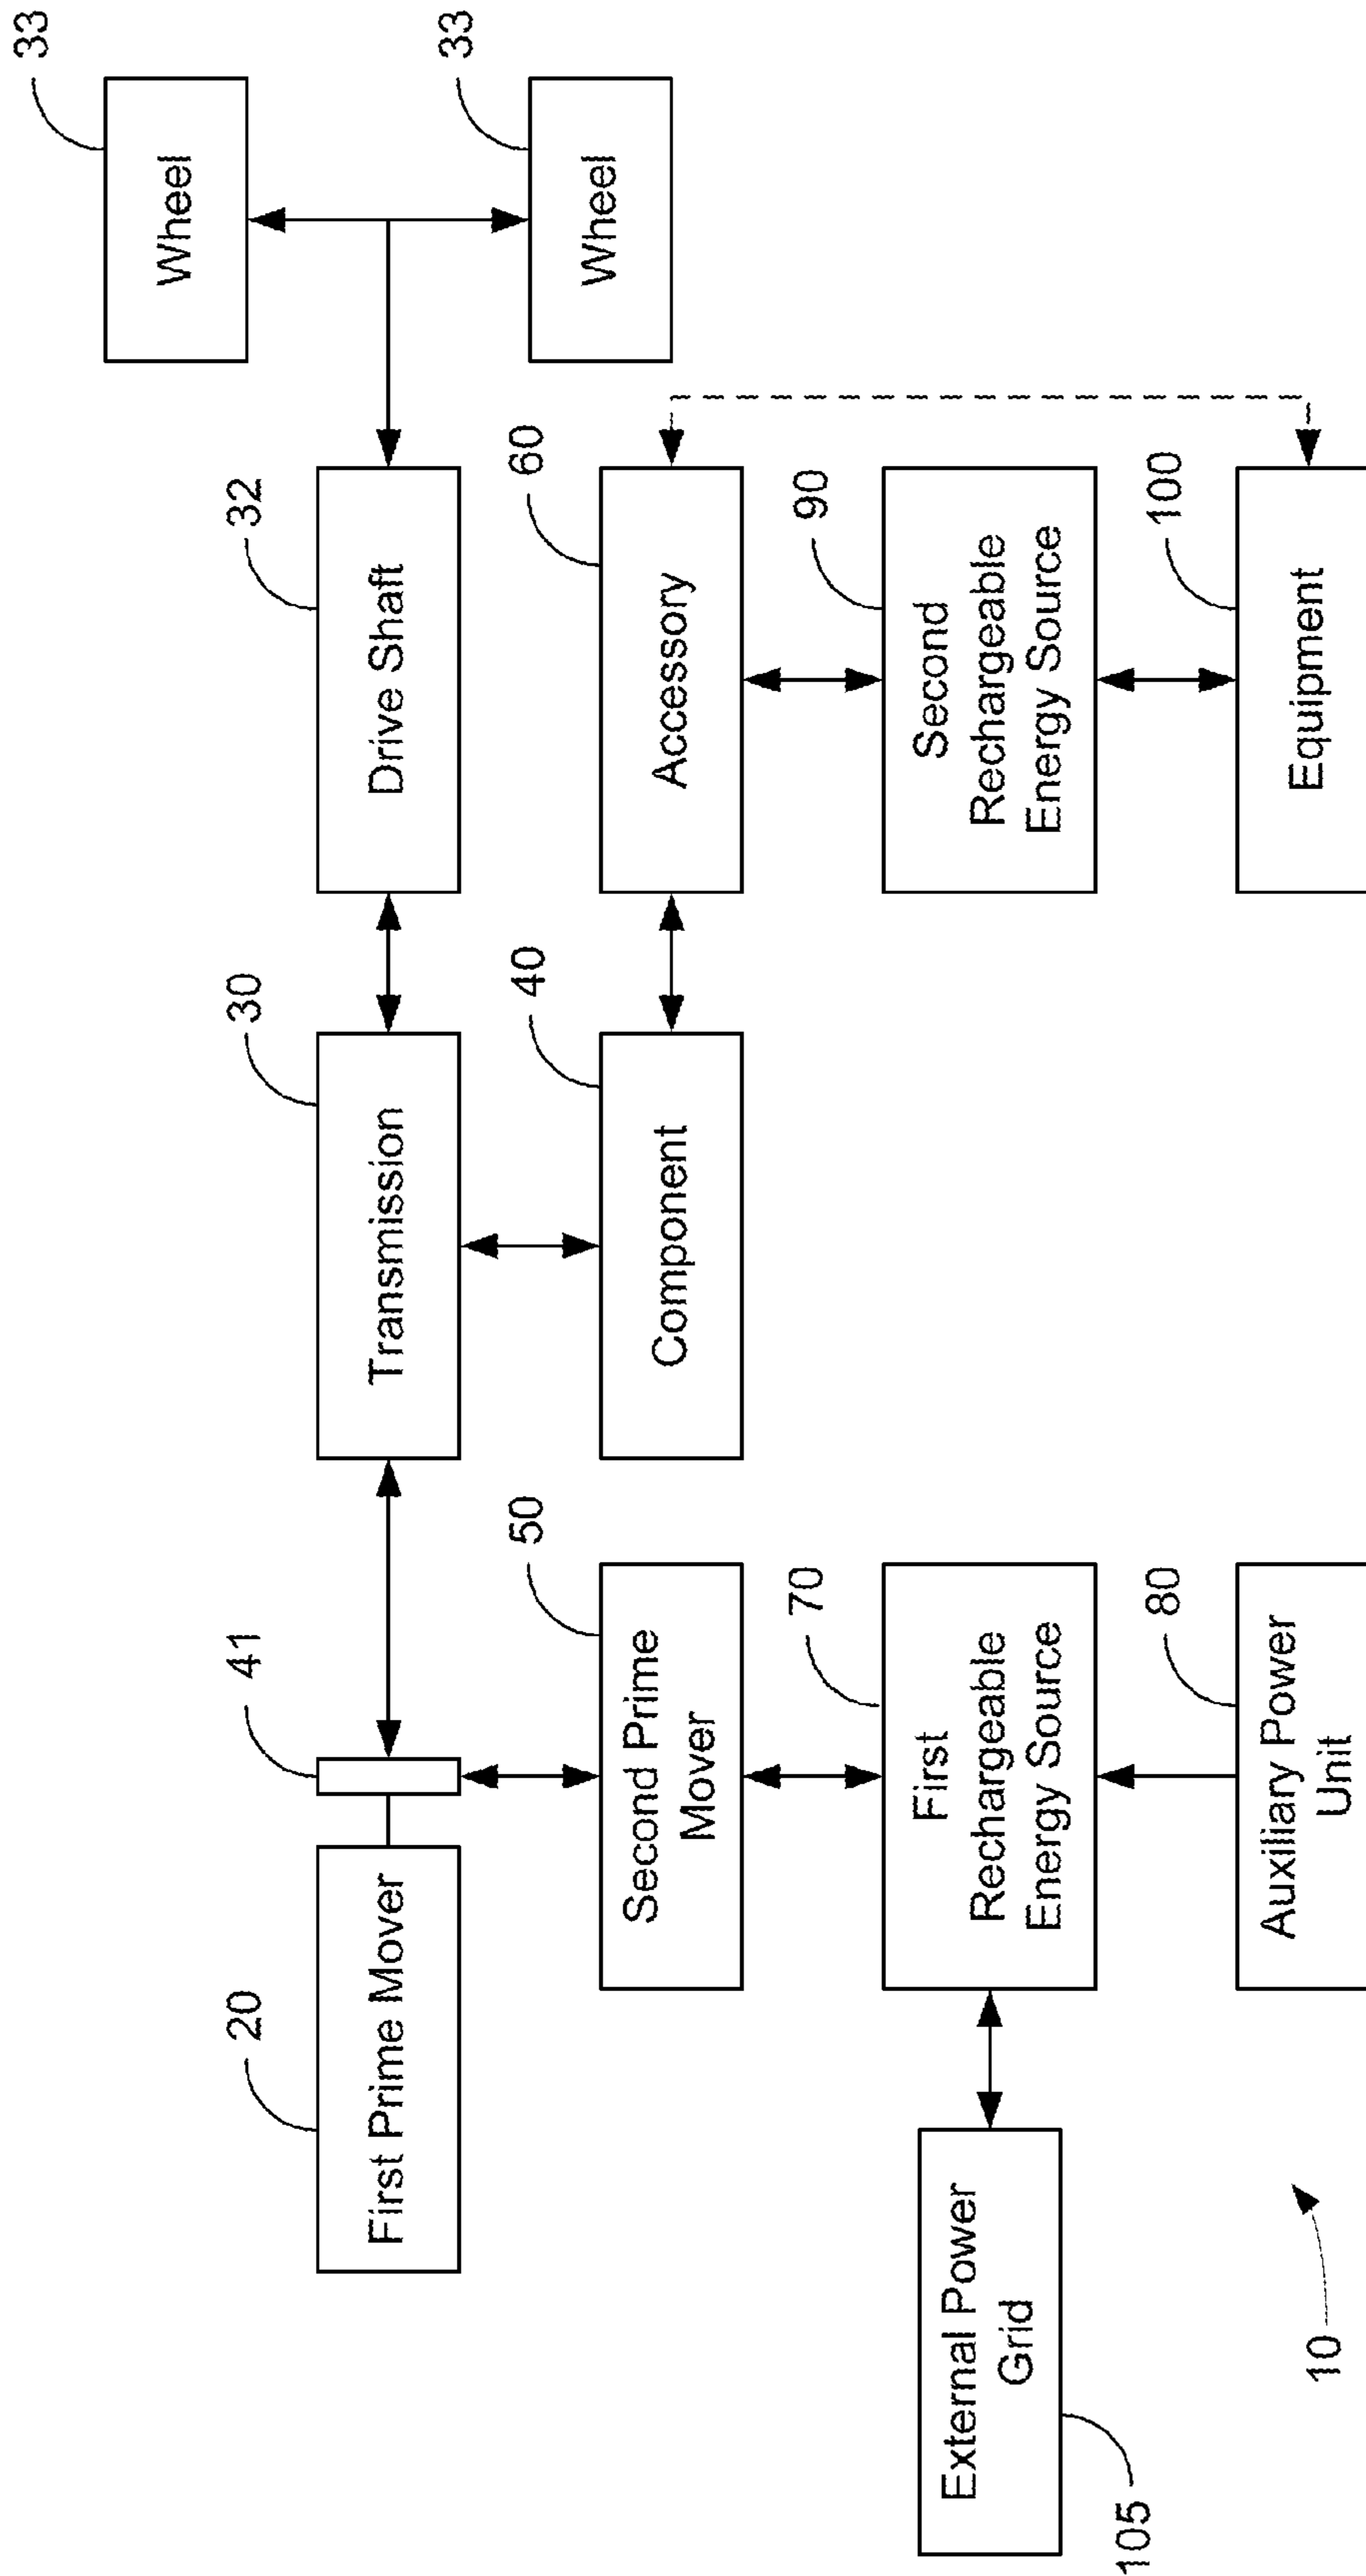 33
Wheel
33
Wheel
20
First Prime Mover
41
30
Transmission
32
Drive Shaft
50
Second Prime
Mover
40
Component
60
Accessory
105
External Power
Grid
70
First
Rechargeable
Energy Source
90
Second
Rechargeable
Energy Source
80
Auxiliary Power
Unit
100
Equipment
10